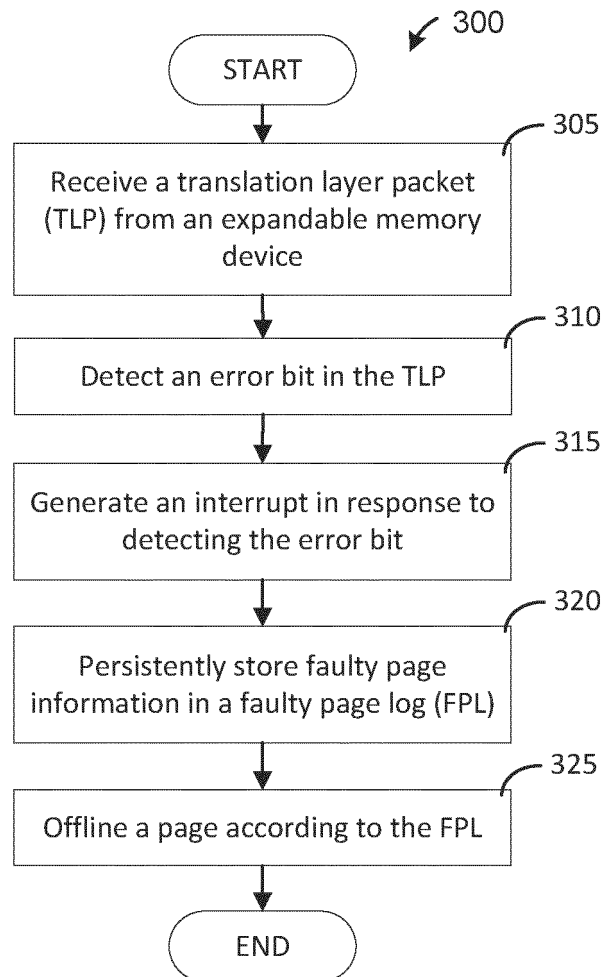 300
START
305
Receive a translation layer packet
(TLP) from an expandable memory
device
310
Detect an error bit in the TLP
315
Generate an interrupt in response to
detecting the error bit
320
Persistently store faulty page
information in a faulty page log (FPL)
325
Offline a page according to the FPL
END